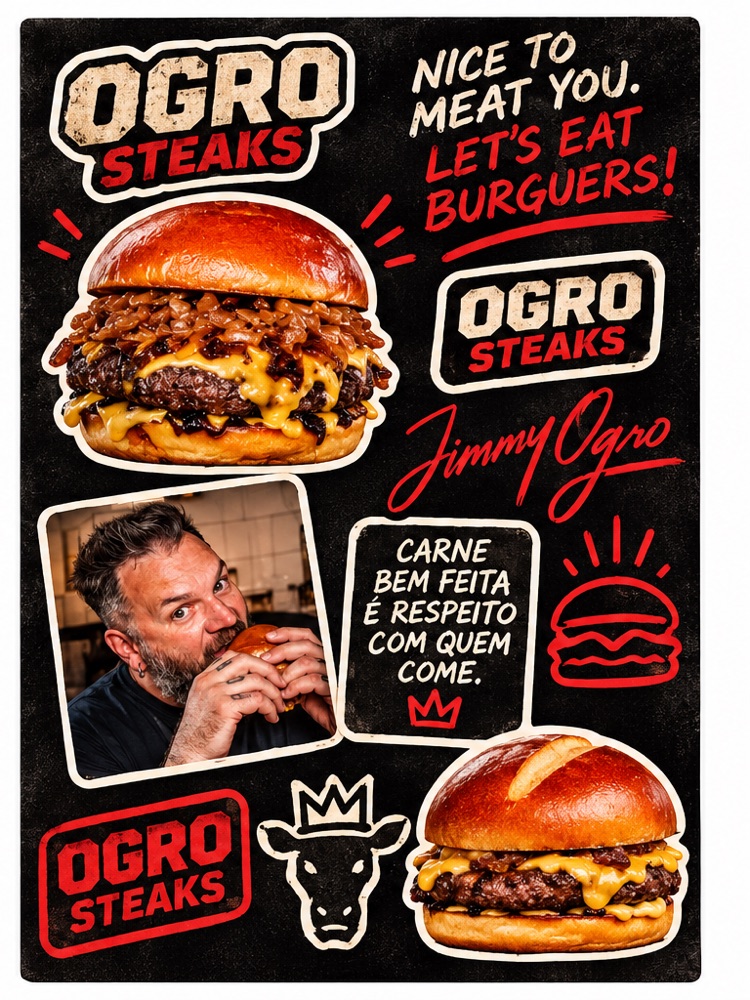 OGRO
STEAKS
NICE TO
MEAT YOU.
LET'S EAT
BURGUERS!
OGRO
STEAKS
Jimmy Ogro
CARNE
BEM FEITA
É RESPEITO
COM QUEM
COME.
OGRO
STEAKS